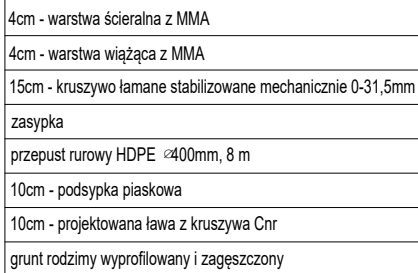 4cm - warstwa ścieralna z MMA
4cm - warstwa wiążąca z MMA
15cm - kruszywo łamane stabilizowane mechanicznie 0-31,5mm
zasypka
przepust rurowy HDPE ⌀400mm, 8 m
10cm - podsypka piaskowa
10cm - projektowana ława z kruszywa Cnr
grunt rodzimy wyprofilowany i zagęszczony